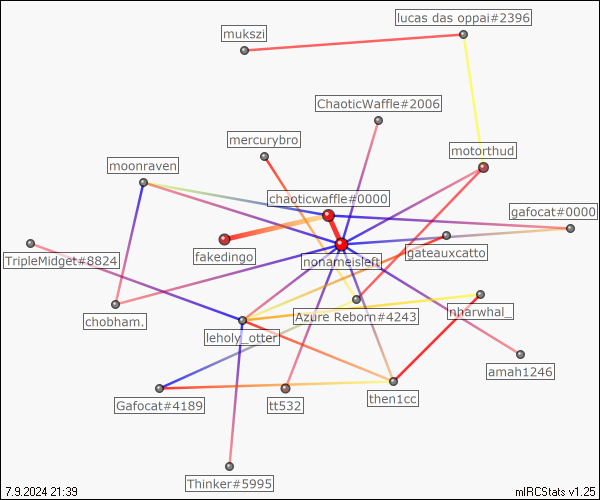 lucas das oppai#2396
mukszi
ChaoticWaffle#2006
mercurybro
motorthud
moonraven
chaoticwaffle#0000
gafocat#0000
fakedingo
gateauxcatto
nonameisleft
TripleMidget#8824
nharwhal_
Azure Reborn#4243
chobham.
leholy_otter
amah1246
then1cc
Gafocat#4189
tt532
Thinker#5995
7.9.2024 21:39
mIRCStats v1.25